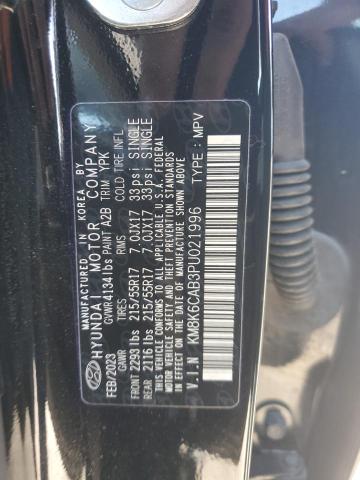 MANUFACTURED IN KOREA BY
HYUNDAI MOTOR COMPANY
FEB/2023 GVWR 4134 lbs PAINT A2B TRIM YPK
GAWR TIRES RIMS COLD TIRE INFL
FRONT 2293 lbs 215/55R17 7.0JX17 33psi SINGLE
REAR 2116 lbs 215/55R17 7.0JX17 33psi SINGLE
THIS VEHICLE CONFORMS TO ALL APPLICABLE U.S.A. FEDERAL
MOTOR VEHICLE SAFETY, BUMPER, AND THEFT PREVENTION
STANDARDS IN EFFECT ON THE DATE OF MANUFACTURE SHOWN ABOVE.
V.I.N KM8K6CAB3PU021996 TYPE : MPV